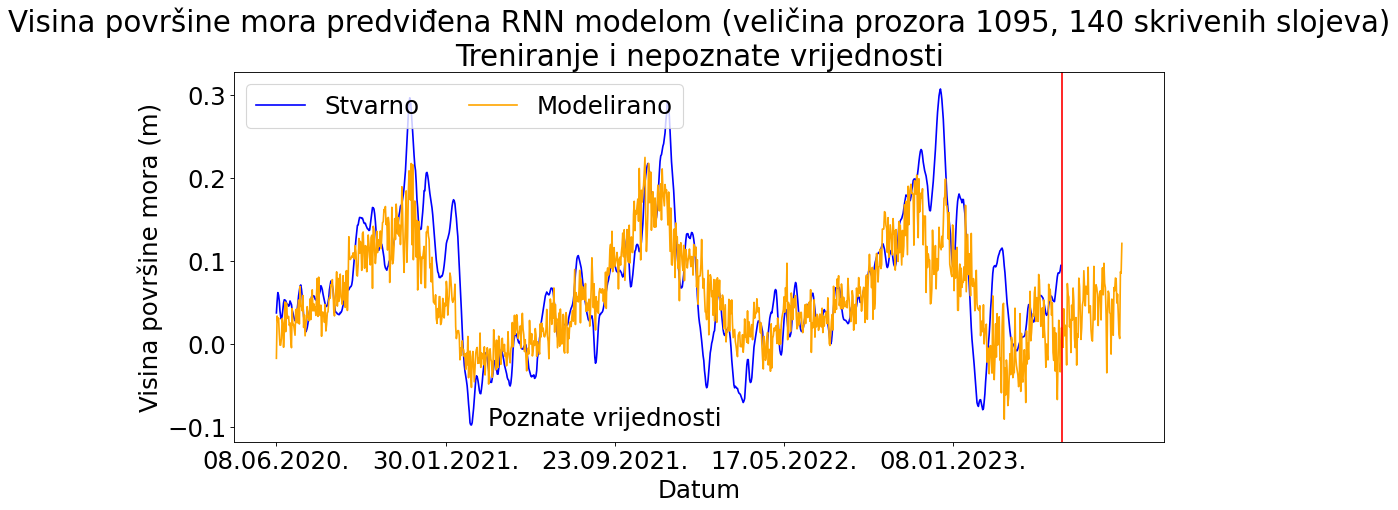 Visina površine mora predviđena RNN modelom (veličina prozora 1095, 140 skrivenih slojeva)
Treniranje i nepoznate vrijednosti
Stvarno Modelirano
Visina površine mora (m)
0.3
0.2
0.1
0.0
−0.1
Poznate vrijednosti
08.06.2020. 30.01.2021. 23.09.2021. 17.05.2022. 08.01.2023.
Datum